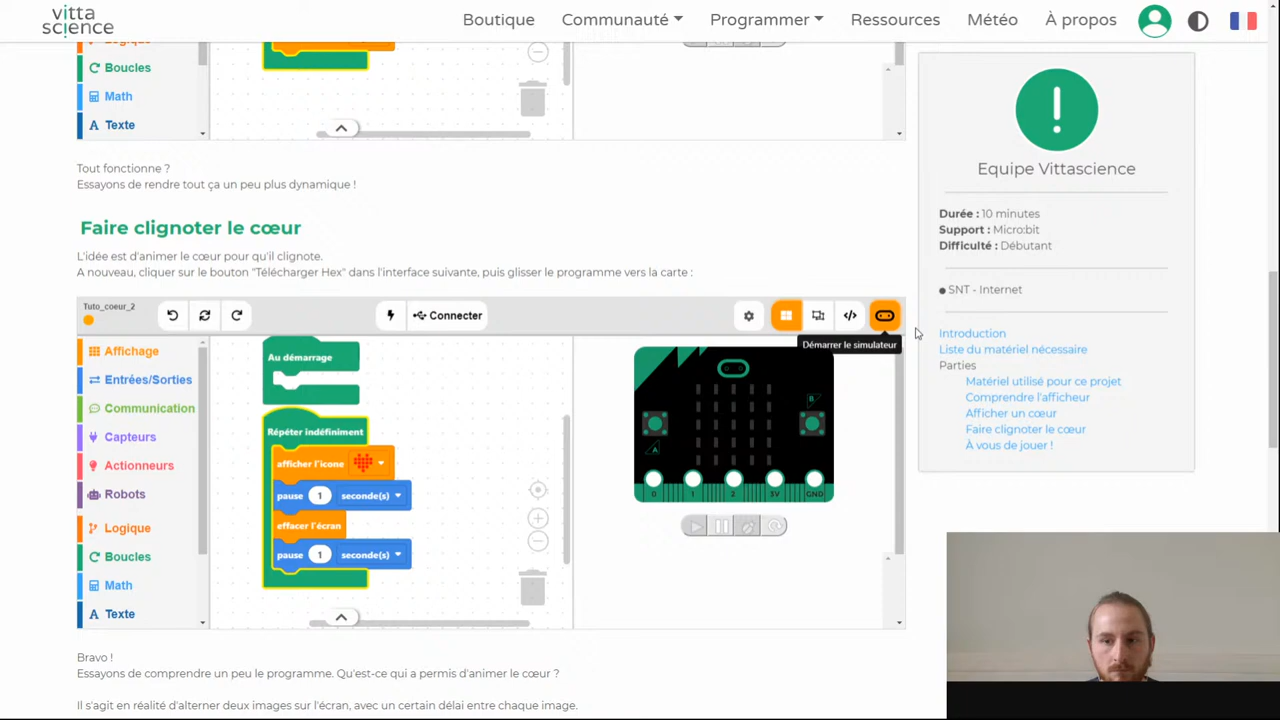 vitta
science
Boutique
Communauté
Programmer
Ressources
Météo
À propos
Boucles
Math
A Texte
Tout fonctionne ?
Essayons de rendre tout ça un peu plus dynamique !
Faire clignoter le cœur
L'idée est d'animer le cœur pour qu'il clignote.
A nouveau, cliquer sur le bouton "Télécharger Hex" dans l'interface suivante, puis glisser le programme vers la carte :
Tuto_coeur_2
Connecter
Démarrer le simulateur
Affichage
Entrées/Sorties
Communication
Capteurs
Actionneurs
Robots
Logique
Boucles
Math
A Texte
Au démarrage
Répéter indéfiniment
afficher l'icone
pause 1 seconde(s)
effacer l'écran
pause 1 seconde(s)
A
B
0 1 2 3V GND
Bravo !
Essayons de comprendre un peu le programme. Qu'est-ce qui a permis d'animer le cœur ?
Il s'agit en réalité d'alterner deux images sur l'écran, avec un certain délai entre chaque image.
Equipe Vittascience
Durée : 10 minutes
Support : Micro:bit
Difficulté : Débutant
SNT - Internet
Introduction
Liste du matériel nécessaire
Parties
Matériel utilisé pour ce projet
Comprendre l'afficheur
Afficher un cœur
Faire clignoter le cœur
À vous de jouer !